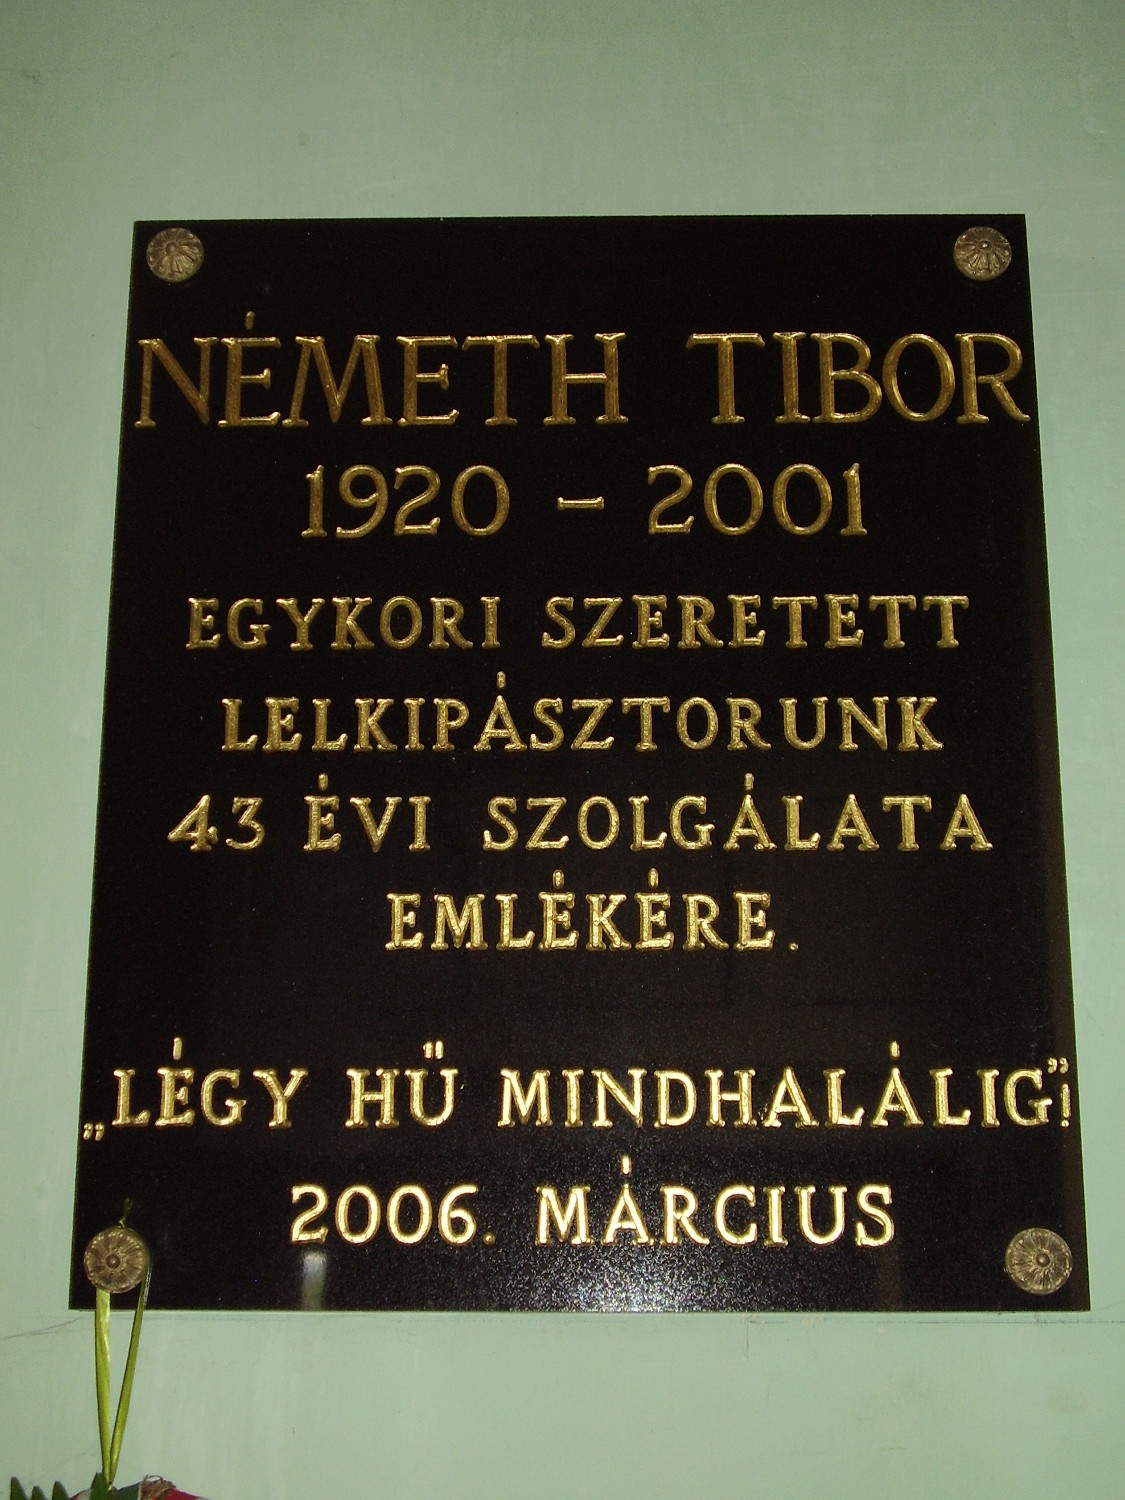 NÉMETH TIBOR
1920 – 2001
EGYKORI SZERETETT
LELKIPÁSZTORUNK
43 ÉVI SZOLGÁLATA
EMLÉKÉRE.
„LÉGY HŰ MINDHALÁLIG”!
2006. MÁRCIUS